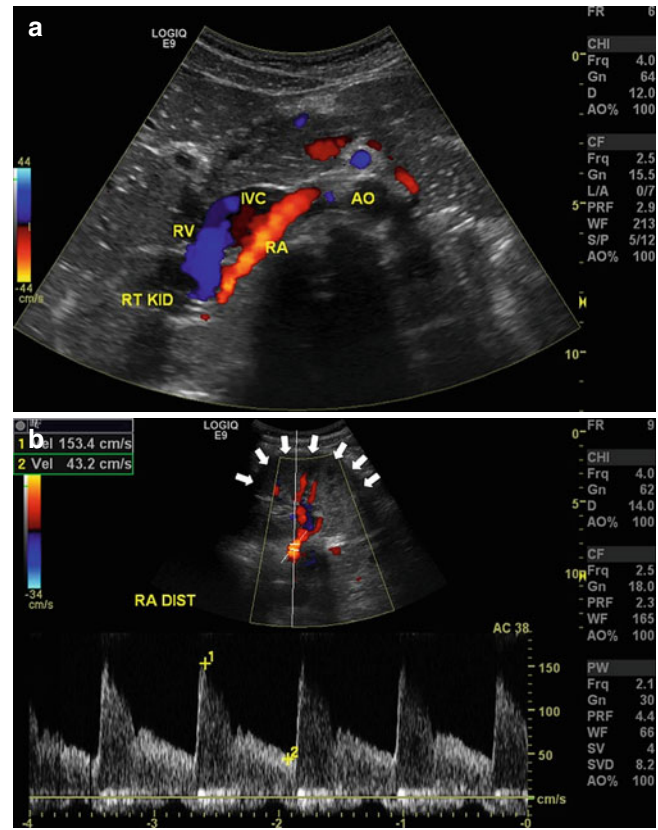 a
LOGIQ
E9
FR 6
0
CHI
Frq 4.0
Gn 64
D 12.0
AO% 100
CF
Frq 2.5
Gn 15.5
L/A 0/7
PRF 2.9
WF 213
S/P 5/12
AO% 100
44
-44
cm/s
IVC
AO
RV
RA
RT KID
5
10
b
1 Vel 153.4 cm/s
2 Vel 43.2 cm/s
LOGIQ
E9
FR 9
0
CHI
Frq 4.0
Gn 62
D 14.0
AO% 100
5
CF
Frq 2.5
Gn 18.0
PRF 2.3
WF 165
AO% 100
10
-34
cm/s
RA DIST
AC 38
PW
Frq 2.1
Gn 30
PRF 4.4
WF 66
SV 4
SVD 8.2
AO% 100
1
150
100
2
50
cm/s
-4 -3 -2 -1 -0